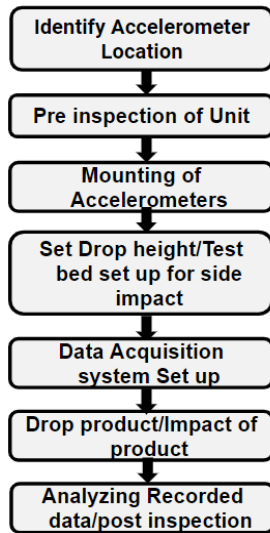 Identify Accelerometer
Location
Pre inspection of Unit
Mounting of
Accelerometers
Set Drop height/Test
bed set up for side
impact
Data Acquisition
system Set up
Drop product/Impact of
product
Analyzing Recorded
data/post inspection